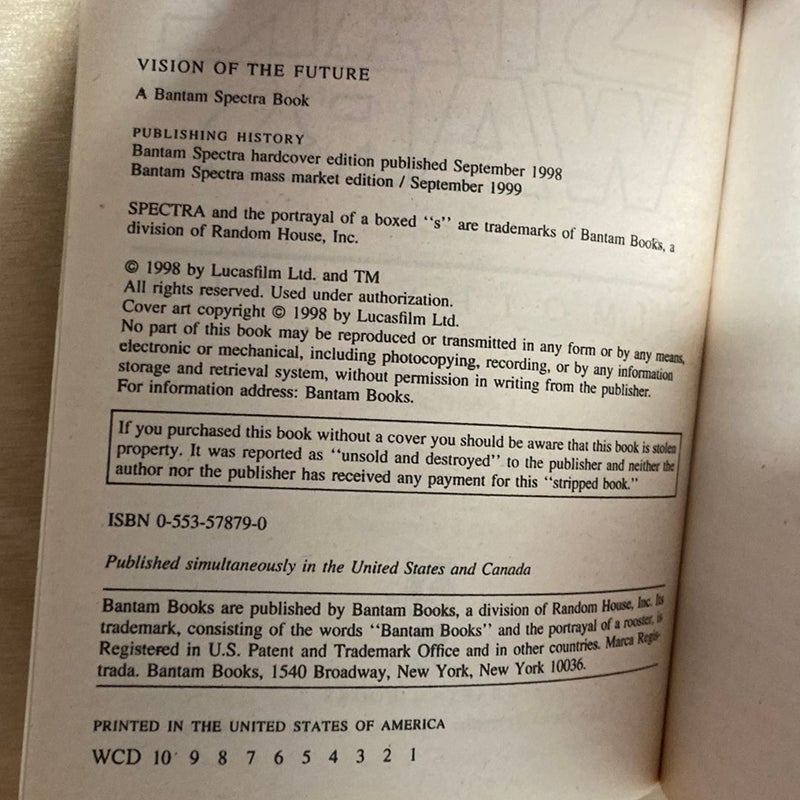 VISION OF THE FUTURE
A Bantam Spectra Book
PUBLISHING HISTORY
Bantam Spectra hardcover edition published September 1998
Bantam Spectra mass market edition / September 1999
SPECTRA and the portrayal of a boxed "s" are trademarks of Bantam Books, a
division of Random House, Inc.
© 1998 by Lucasfilm Ltd. and TM
All rights reserved. Used under authorization.
Cover art copyright © 1998 by Lucasfilm Ltd.
No part of this book may be reproduced or transmitted in any form or by any means,
electronic or mechanical, including photocopying, recording, or by any information
storage and retrieval system, without permission in writing from the publisher.
For information address: Bantam Books.
If you purchased this book without a cover you should be aware that this book is stolen
property. It was reported as "unsold and destroyed" to the publisher and neither the
author nor the publisher has received any payment for this "stripped book."
ISBN 0-553-57879-0
Published simultaneously in the United States and Canada
Bantam Books are published by Bantam Books, a division of Random House, Inc. Its
trademark, consisting of the words "Bantam Books" and the portrayal of a rooster, is
Registered in U.S. Patent and Trademark Office and in other countries. Marca Regis-
trada. Bantam Books, 1540 Broadway, New York, New York 10036.
PRINTED IN THE UNITED STATES OF AMERICA
WCD 10 9 8 7 6 5 4 3 2 1